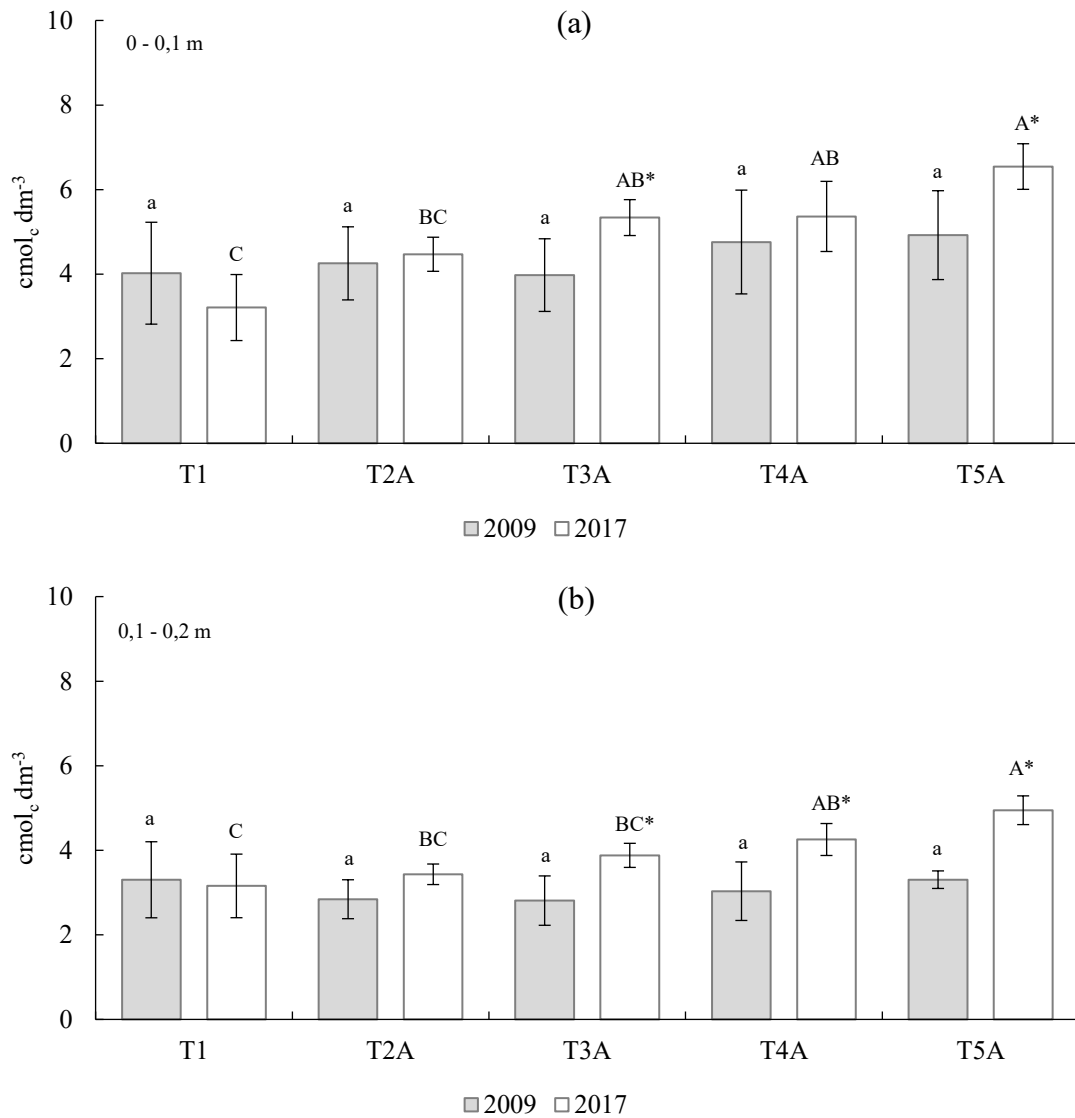 (a)
0 - 0,1 m
cmolc dm-3
10
8
6
4
2
0
a
C
a
BC
a
AB*
a
AB
a
A*
T1
T2A
T3A
T4A
T5A
2009 2017
(b)
0,1 - 0,2 m
cmolc dm-3
10
8
6
4
2
0
a
C
a
BC
a
BC*
a
AB*
a
A*
T1
T2A
T3A
T4A
T5A
2009 2017